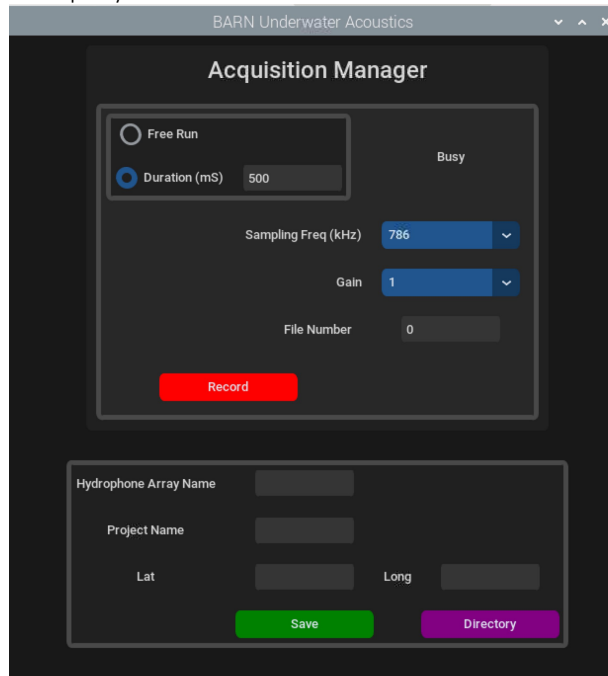 BARN Underwater Acoustics
Acquisition Manager
Free Run
Busy
Duration (mS) 500
Sampling Freq (kHz) 786
Gain 1
File Number 0
Record
Hydrophone Array Name
Project Name
Lat Long
Save Directory